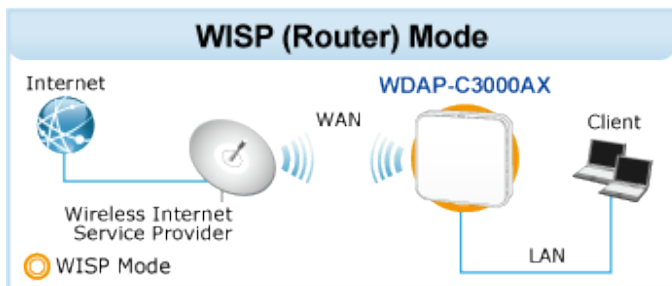 WISP (Router) Mode
Internet
WDAP-C3000AX
WAN
Client
Wireless Internet
Service Provider
LAN
WISP Mode